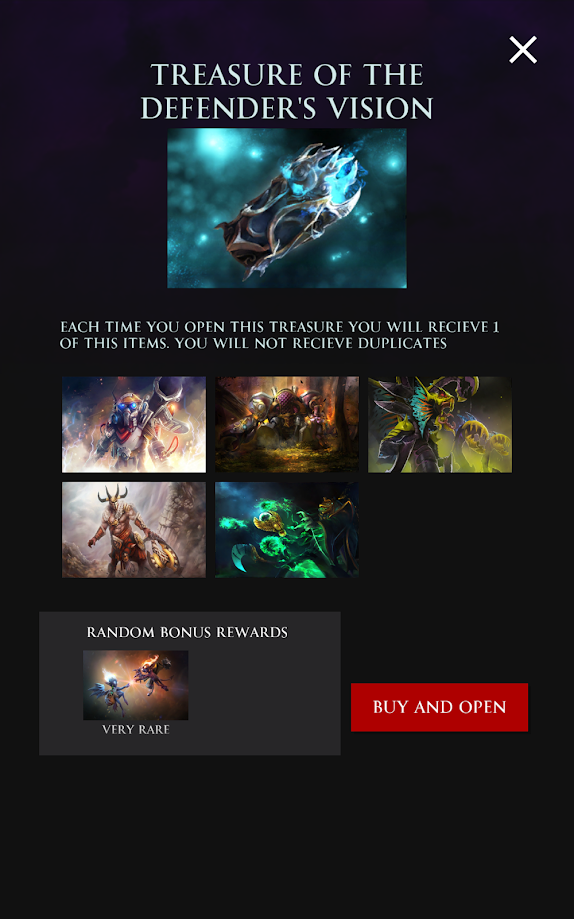 TREASURE OF THE
DEFENDER'S VISION
EACH TIME YOU OPEN THIS TREASURE YOU WILL RECIEVE 1
OF THIS ITEMS. YOU WILL NOT RECIEVE DUPLICATES
RANDOM BONUS REWARDS
VERY RARE
BUY AND OPEN